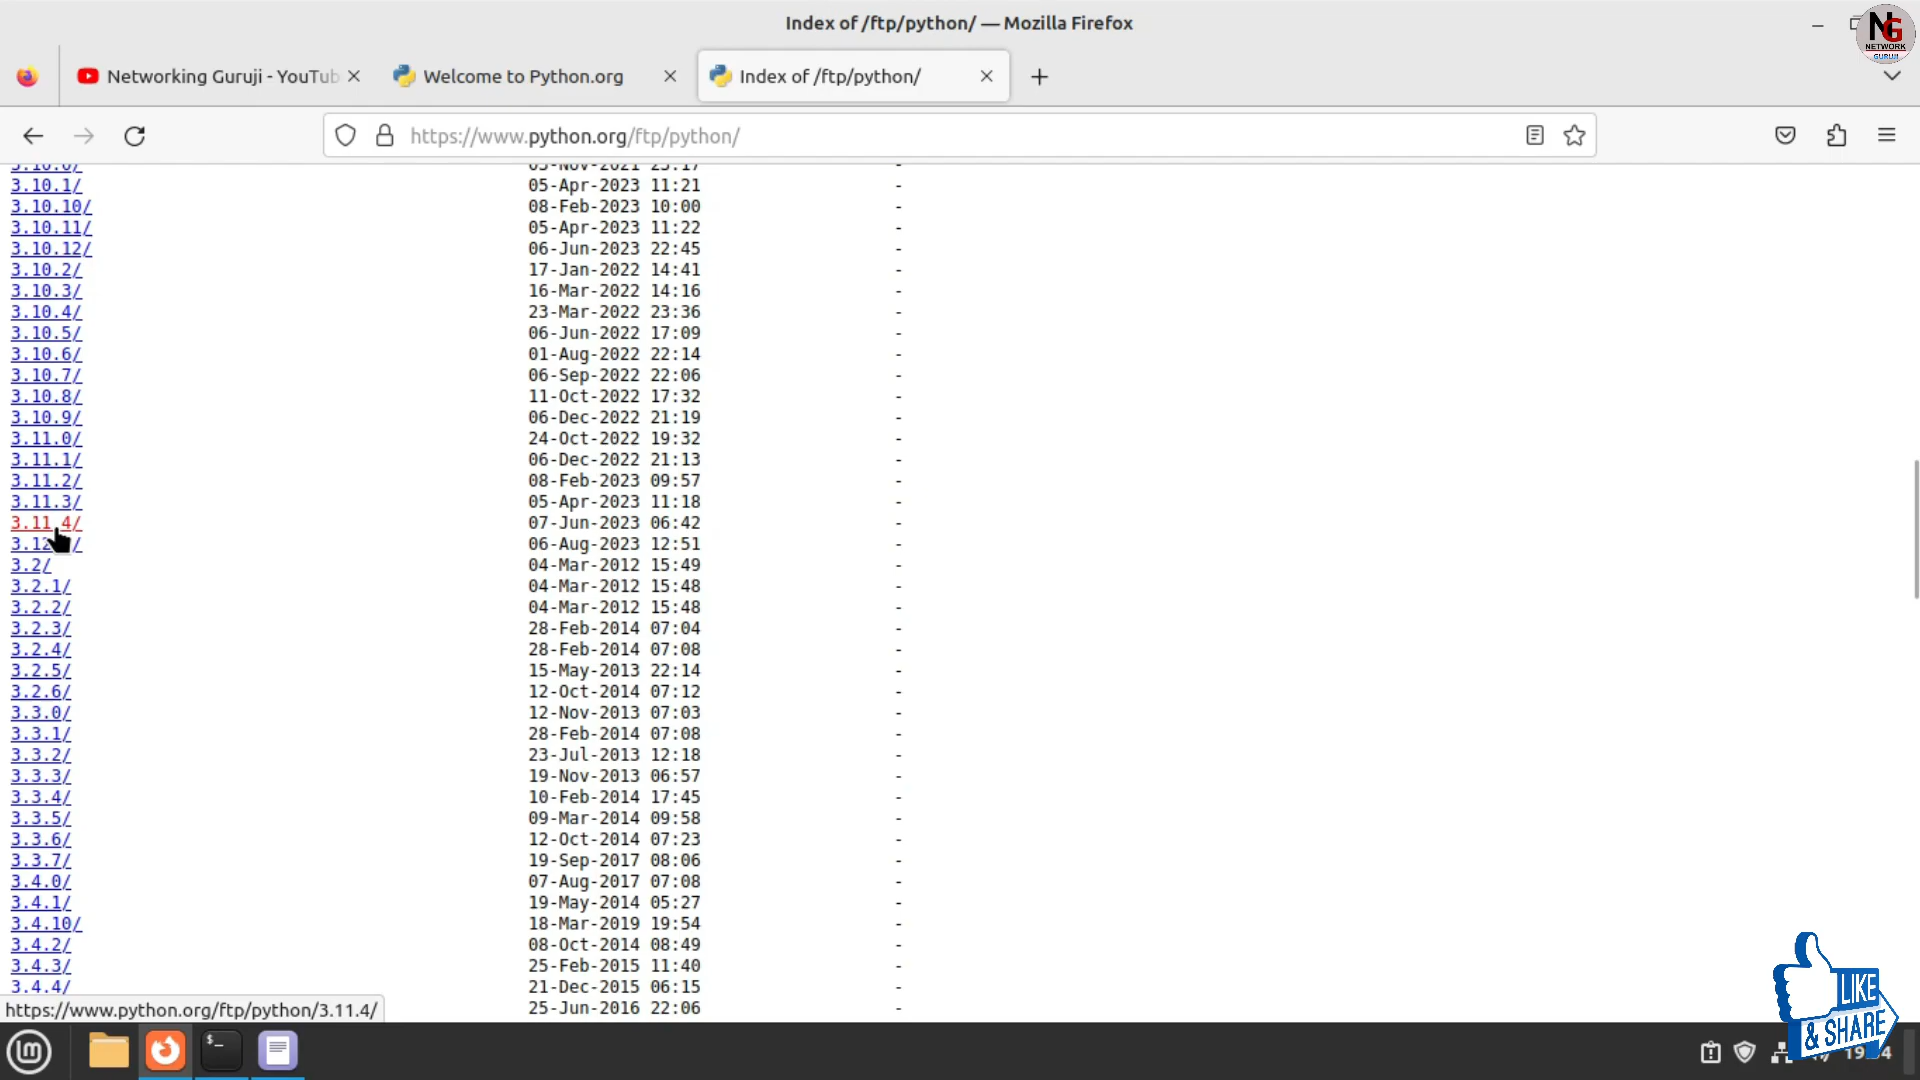 Index of /ftp/python/ — Mozilla Firefox
NG
NETWORK
GURUJI
Networking Guruji - YouTub
Welcome to Python.org
Index of /ftp/python/
https://www.python.org/ftp/python/
3.10.0/ 05-Nov-2021 23:17
3.10.1/ 05-Apr-2023 11:21 -
3.10.10/ 08-Feb-2023 10:00 -
3.10.11/ 05-Apr-2023 11:22 -
3.10.12/ 06-Jun-2023 22:45 -
3.10.2/ 17-Jan-2022 14:41 -
3.10.3/ 16-Mar-2022 14:16 -
3.10.4/ 23-Mar-2022 23:36 -
3.10.5/ 06-Jun-2022 17:09 -
3.10.6/ 01-Aug-2022 22:14 -
3.10.7/ 06-Sep-2022 22:06 -
3.10.8/ 11-Oct-2022 17:32 -
3.10.9/ 06-Dec-2022 21:19 -
3.11.0/ 24-Oct-2022 19:32 -
3.11.1/ 06-Dec-2022 21:13 -
3.11.2/ 08-Feb-2023 09:57 -
3.11.3/ 05-Apr-2023 11:18 -
3.11.4/ 07-Jun-2023 06:42 -
06-Aug-2023 12:51 -
3.2/ 04-Mar-2012 15:49 -
3.2.1/ 04-Mar-2012 15:48 -
3.2.2/ 04-Mar-2012 15:48 -
3.2.3/ 28-Feb-2014 07:04 -
3.2.4/ 28-Feb-2014 07:08 -
3.2.5/ 15-May-2013 22:14 -
3.2.6/ 12-Oct-2014 07:12 -
3.3.0/ 12-Nov-2013 07:03 -
3.3.1/ 28-Feb-2014 07:08 -
3.3.2/ 23-Jul-2013 12:18 -
3.3.3/ 19-Nov-2013 06:57 -
3.3.4/ 10-Feb-2014 17:45 -
3.3.5/ 09-Mar-2014 09:58 -
3.3.6/ 12-Oct-2014 07:23 -
3.3.7/ 19-Sep-2017 08:06 -
3.4.0/ 07-Aug-2017 07:08 -
3.4.1/ 19-May-2014 05:27 -
3.4.10/ 18-Mar-2019 19:54 -
3.4.2/ 08-Oct-2014 08:49 -
3.4.3/ 25-Feb-2015 11:40 -
3.4.4/ 21-Dec-2015 06:15 -
25-Jun-2016 22:06 -
https://www.python.org/ftp/python/3.11.4/
LIKE
& SHARE